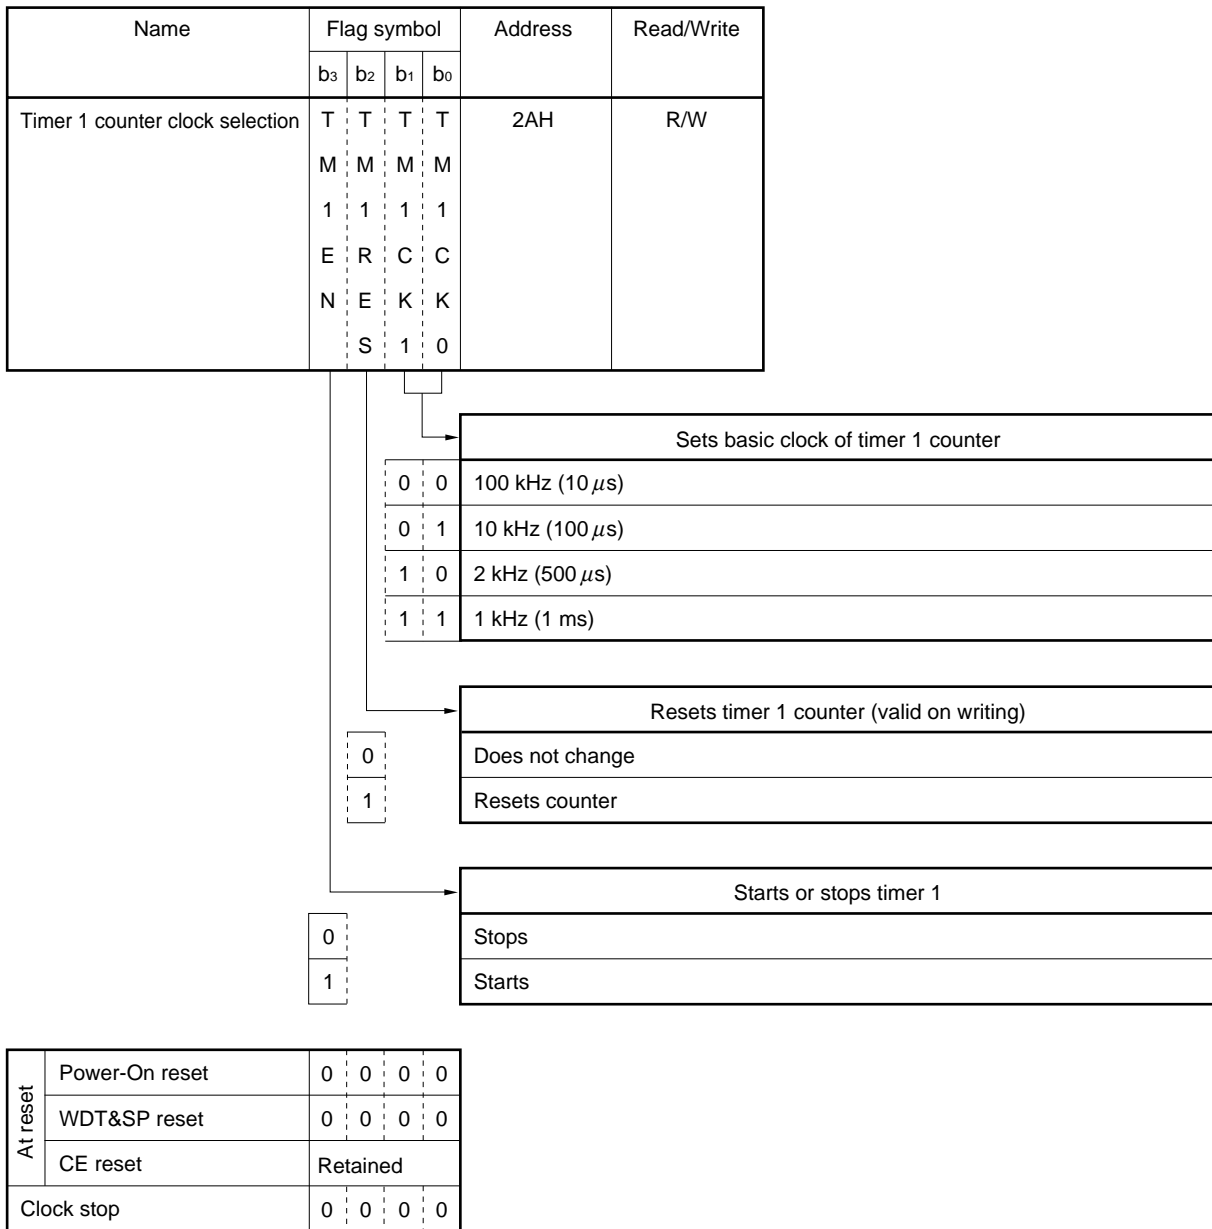 Name Flag symbol Address Read/Write
b3 b2 b1 b0
Timer 1 counter clock selection T T T T 2AH R/W
M M M M
1 1 1 1
E R C C
N E K K
S 1 0
Sets basic clock of timer 1 counter
0 0 100 kHz (10 μs)
0 1 10 kHz (100 μs)
1 0 2 kHz (500 μs)
1 1 1 kHz (1 ms)
Resets timer 1 counter (valid on writing)
0 Does not change
1 Resets counter
Starts or stops timer 1
0 Stops
1 Starts
At reset
Power-On reset 0 0 0 0
WDT&SP reset 0 0 0 0
CE reset Retained
Clock stop 0 0 0 0